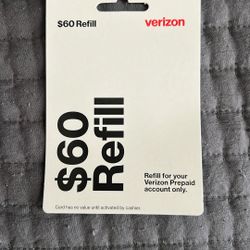 $60 Refill
verizon
$60
Refill
Refill for your
Verizon Prepaid
account only.
Card has no value until activated by cashier.